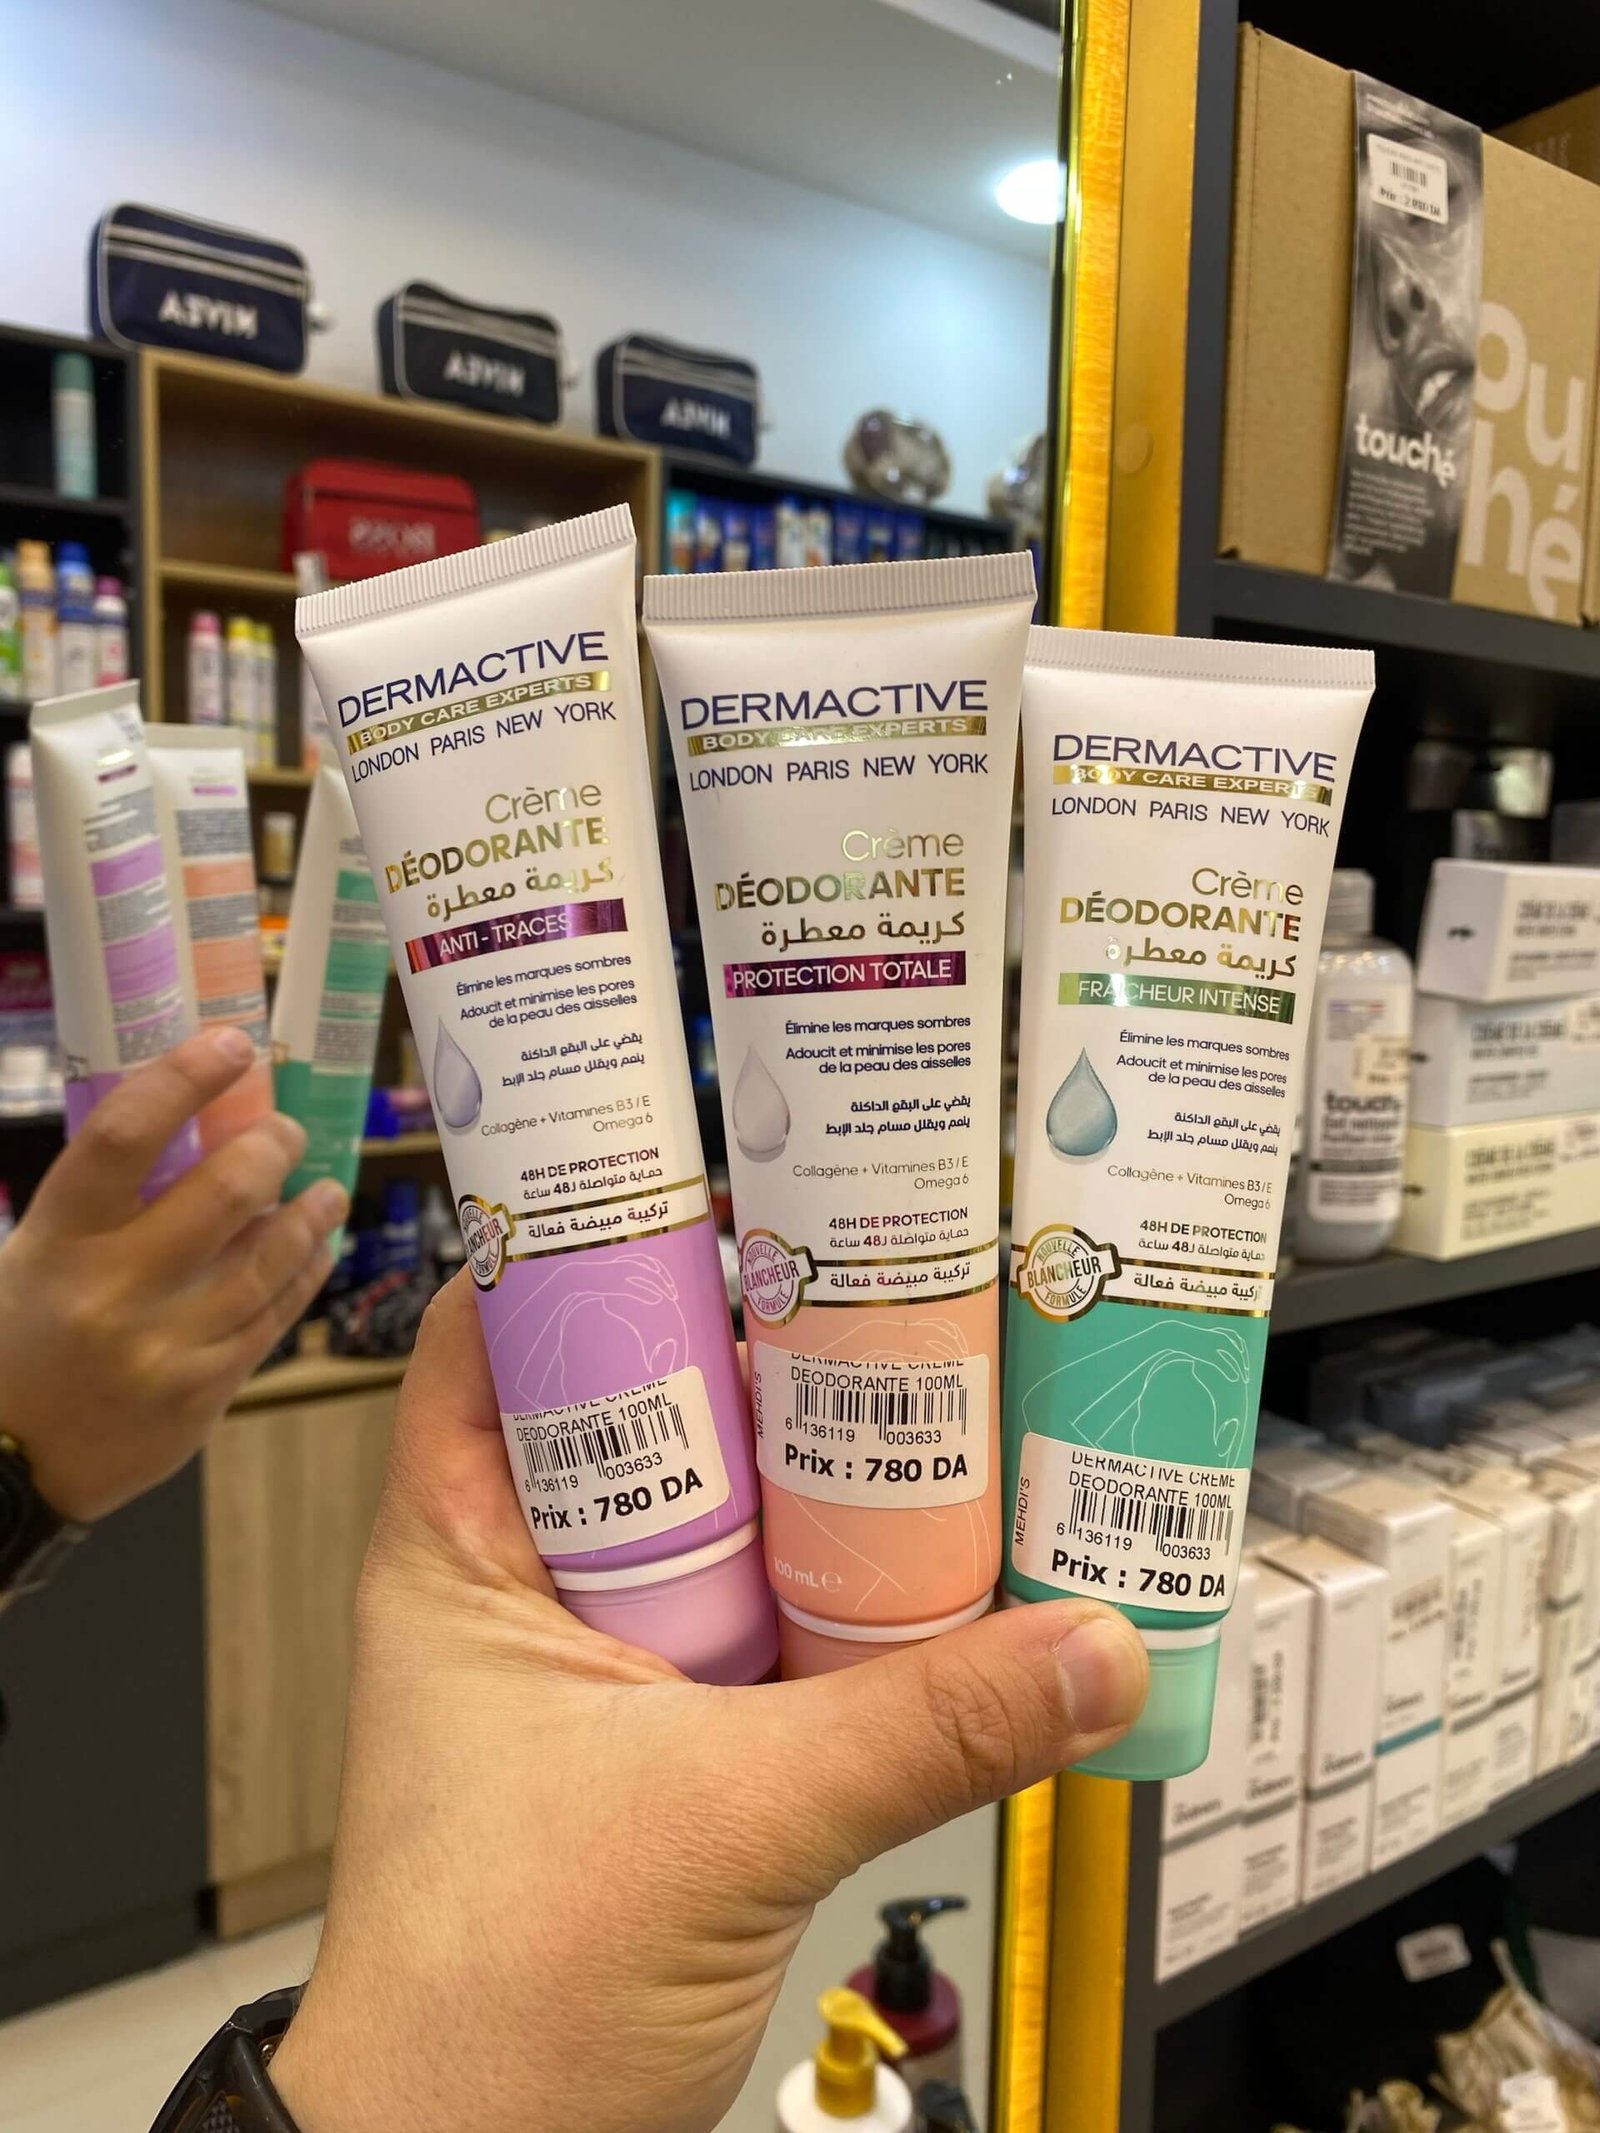 NIVEA
NIVEA
NIVEA
Prix : 2 980 DA
touché
DERMACTIVE
BODY CARE EXPERTS
LONDON PARIS NEW YORK
Crème
DÉODORANTE
كريمة معطرة
ANTI - TRACES
Élimine les marques sombres
Adoucit et minimise les pores
de la peau des aisselles
يقضي على البقع الداكنة
ينعم ويقلل مسام جلد الإبط
Collagène + Vitamines B3 / E
Omega 6
48H DE PROTECTION
حماية متواصلة لـ48 ساعة
تركيبة مبيضة فعالة
NOUVELLE
BLANCHEUR
FORMULE
DERMACTIVE CREME
DEODORANTE 100ML
6 136119 003633
Prix : 780 DA
DERMACTIVE
BODY CARE EXPERTS
LONDON PARIS NEW YORK
Crème
DÉODORANTE
كريمة معطرة
PROTECTION TOTALE
Élimine les marques sombres
Adoucit et minimise les pores
de la peau des aisselles
يقضي على البقع الداكنة
ينعم ويقلل مسام جلد الإبط
Collagène + Vitamines B3 / E
Omega 6
48H DE PROTECTION
حماية متواصلة لـ48 ساعة
تركيبة مبيضة فعالة
NOUVELLE
BLANCHEUR
FORMULE
MEHDI'S
DERMACTIVE CREME
DEODORANTE 100ML
6 136119 003633
Prix : 780 DA
100 mL ℮
DERMACTIVE
BODY CARE EXPERTS
LONDON PARIS NEW YORK
Crème
DÉODORANTE
كريمة معطرة
FRAÎCHEUR INTENSE
Élimine les marques sombres
Adoucit et minimise les pores
de la peau des aisselles
يقضي على البقع الداكنة
ينعم ويقلل مسام جلد الإبط
Collagène + Vitamines B3 / E
Omega 6
48H DE PROTECTION
حماية متواصلة لـ48 ساعة
تركيبة مبيضة فعالة
NOUVELLE
BLANCHEUR
FORMULE
MEHDI'S
DERMACTIVE CREME
DEODORANTE 100ML
6 136119 003633
Prix : 780 DA
touché